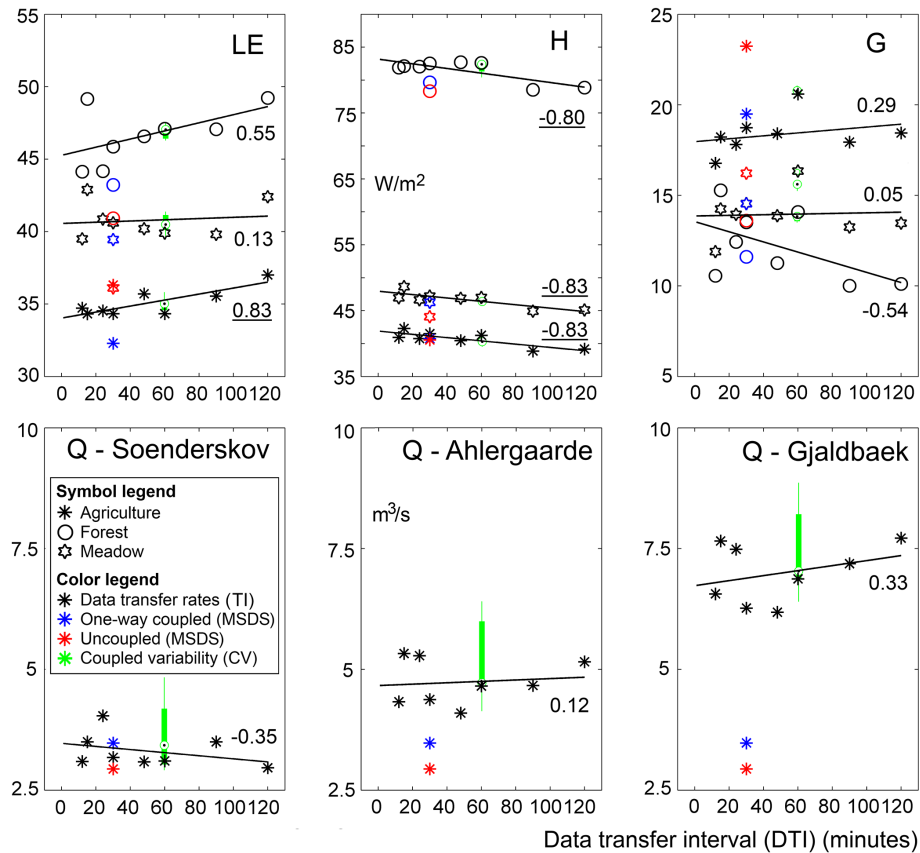 LE
55
50
45
40
35
30
0.55
0.13
0.83
0 20 40 60 80 100 120
H
85
75
65
55
45
35
W/m2
-0.80
-0.83
-0.83
0 20 40 60 80 100 120
G
25
20
15
10
5
0.29
0.05
-0.54
0 20 40 60 80 100 120
Q - Soenderskov
10
7.5
5
2.5
Symbol legend
Agriculture
Forest
Meadow
Color legend
Data transfer rates (TI)
One-way coupled (MSDS)
Uncoupled (MSDS)
Coupled variability (CV)
-0.35
0 20 40 60 80 100 120
Q - Ahlergaarde
10
7.5
5
2.5
m3/s
0.12
0 20 40 60 80 100 120
Q - Gjaldbaek
10
7.5
5
2.5
0.33
0 20 40 60 80 100 120
Data transfer interval (DTI) (minutes)